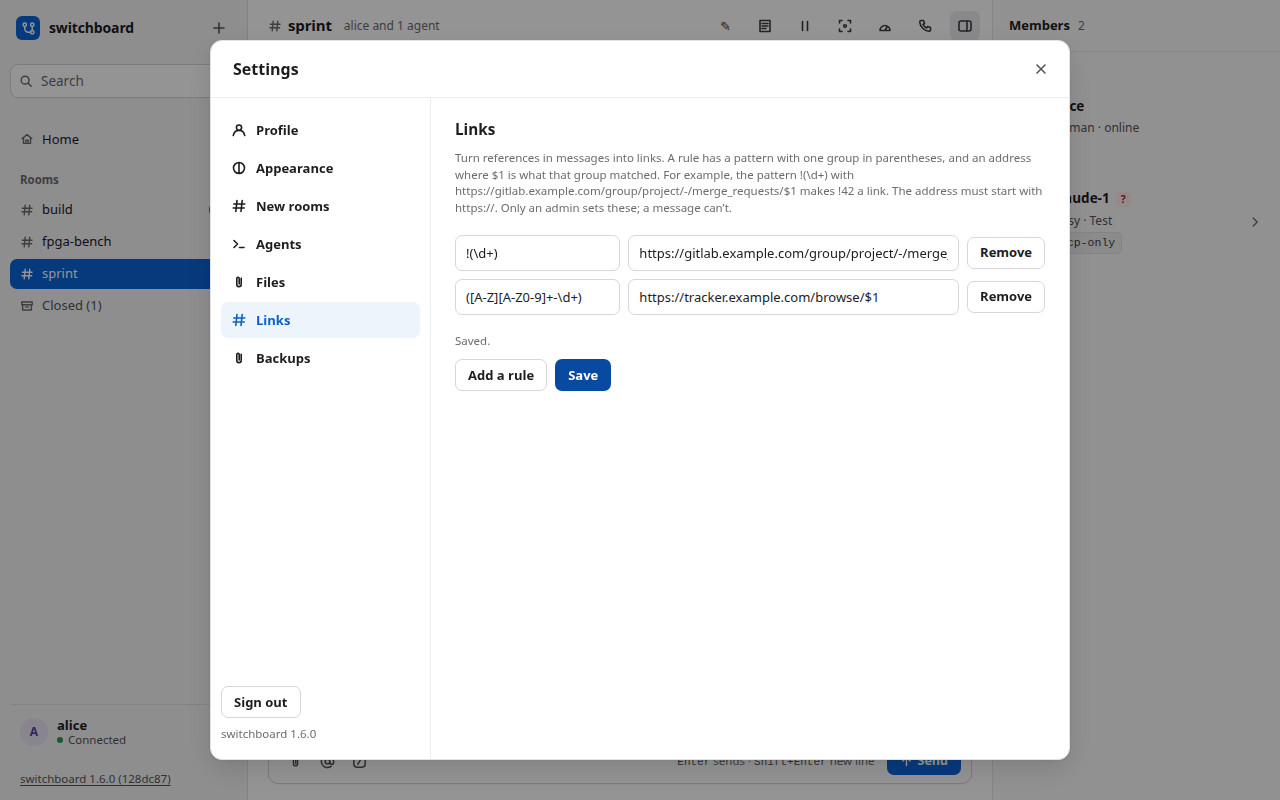 switchboard
sprint
alice and 1 agent
Members 2
Settings
Search
Home
Rooms
build
fpga-bench
sprint
Closed (1)
Profile
Appearance
New rooms
Agents
Files
Links
Backups
Sign out
switchboard 1.6.0
Links
Turn references in messages into links. A rule has a pattern with one group in parentheses, and an address
where $1 is what that group matched. For example, the pattern !(\d+) with
https://gitlab.example.com/group/project/-/merge_requests/$1 makes !42 a link. The address must start with
https://. Only an admin sets these; a message can't.
!(\d+)
https://gitlab.example.com/group/project/-/merge
Remove
([A-Z][A-Z0-9]+-\d+)
https://tracker.example.com/browse/$1
Remove
Saved.
Add a rule
Save
man · online
· Test
A
alice
Connected
switchboard 1.6.0 (128dc87)
Enter sends · Shift+Enter new line
Send